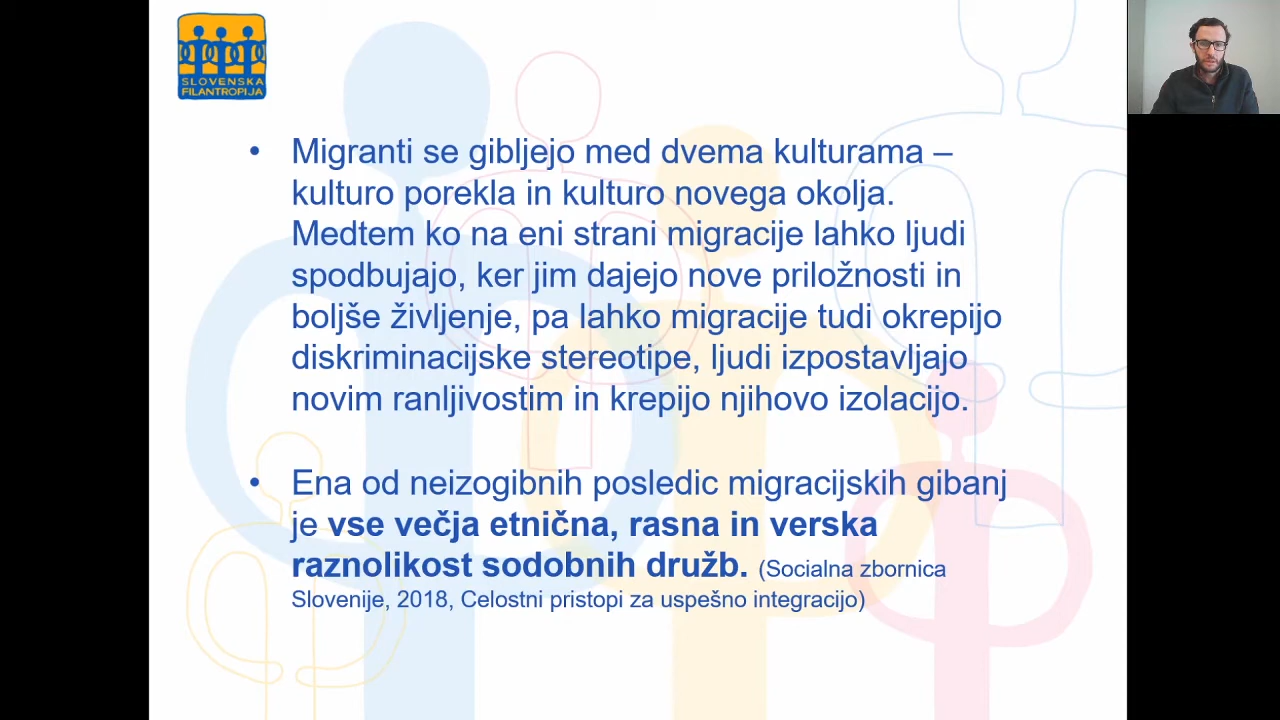 SLOVENSKA
FILANTROPIJA
• Migranti se gibljejo med dvema kulturama –
kulturo porekla in kulturo novega okolja.
Medtem ko na eni strani migracije lahko ljudi
spodbujajo, ker jim dajejo nove priložnosti in
boljše življenje, pa lahko migracije tudi okrepijo
diskriminacijske stereotipe, ljudi izpostavljajo
novim ranljivostim in krepijo njihovo izolacijo.
• Ena od neizogibnih posledic migracijskih gibanj
je vse večja etnična, rasna in verska
raznolikost sodobnih družb. (Socialna zbornica
Slovenije, 2018, Celostni pristopi za uspešno integracijo)